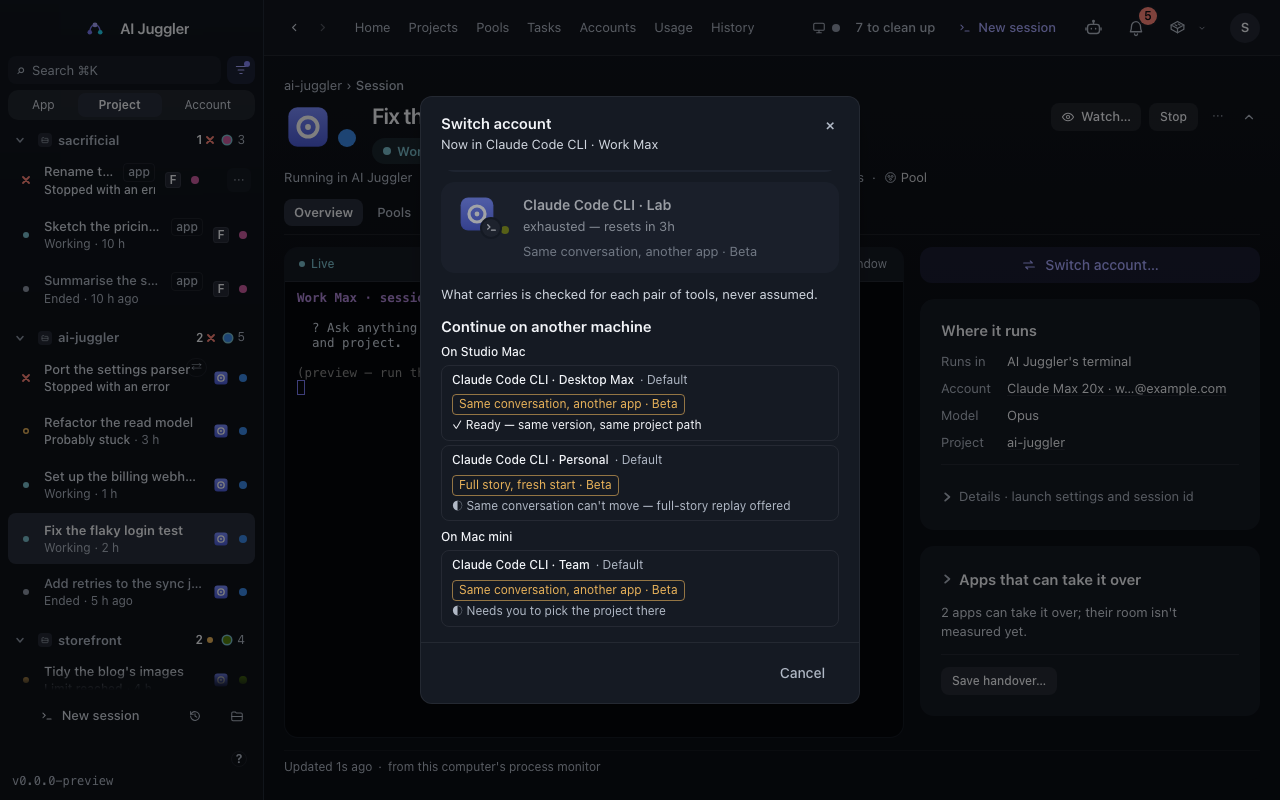 AI Juggler
Search ⌘K
App Project Account
sacrificial 1 3
Rename t... app F
Stopped with an err
Sketch the pricin... app F
Working · 10 h
Summarise the s... app F
Ended · 10 h ago
ai-juggler 2 5
Port the settings parser
Stopped with an error
Refactor the read model
Probably stuck · 3 h
Set up the billing webh...
Working · 1 h
Fix the flaky login test
Working · 2 h
Add retries to the sync j...
Ended · 5 h ago
storefront 2 4
Tidy the blog's images
New session
?
v0.0.0-preview
Home Projects Pools Tasks Accounts Usage History 7 to clean up New session 5 S
ai-juggler › Session
Fix th
Wor
Watch... Stop ...
Running in AI Juggler
s · Pool
Overview Pools
Live
ndow
Work Max · sessio
? Ask anything
and project.
(preview — run th
Switch account
Now in Claude Code CLI · Work Max
×
Claude Code CLI · Lab
exhausted — resets in 3h
Same conversation, another app · Beta
What carries is checked for each pair of tools, never assumed.
Continue on another machine
On Studio Mac
Claude Code CLI · Desktop Max · Default
Same conversation, another app · Beta
✓ Ready — same version, same project path
Claude Code CLI · Personal · Default
Full story, fresh start · Beta
◐ Same conversation can't move — full-story replay offered
On Mac mini
Claude Code CLI · Team · Default
Same conversation, another app · Beta
◐ Needs you to pick the project there
Cancel
Switch account...
Where it runs
Runs in AI Juggler's terminal
Account Claude Max 20x · w...@example.com
Model Opus
Project ai-juggler
Details · launch settings and session id
Apps that can take it over
2 apps can take it over; their room isn't
measured yet.
Save handover...
Updated 1s ago · from this computer's process monitor